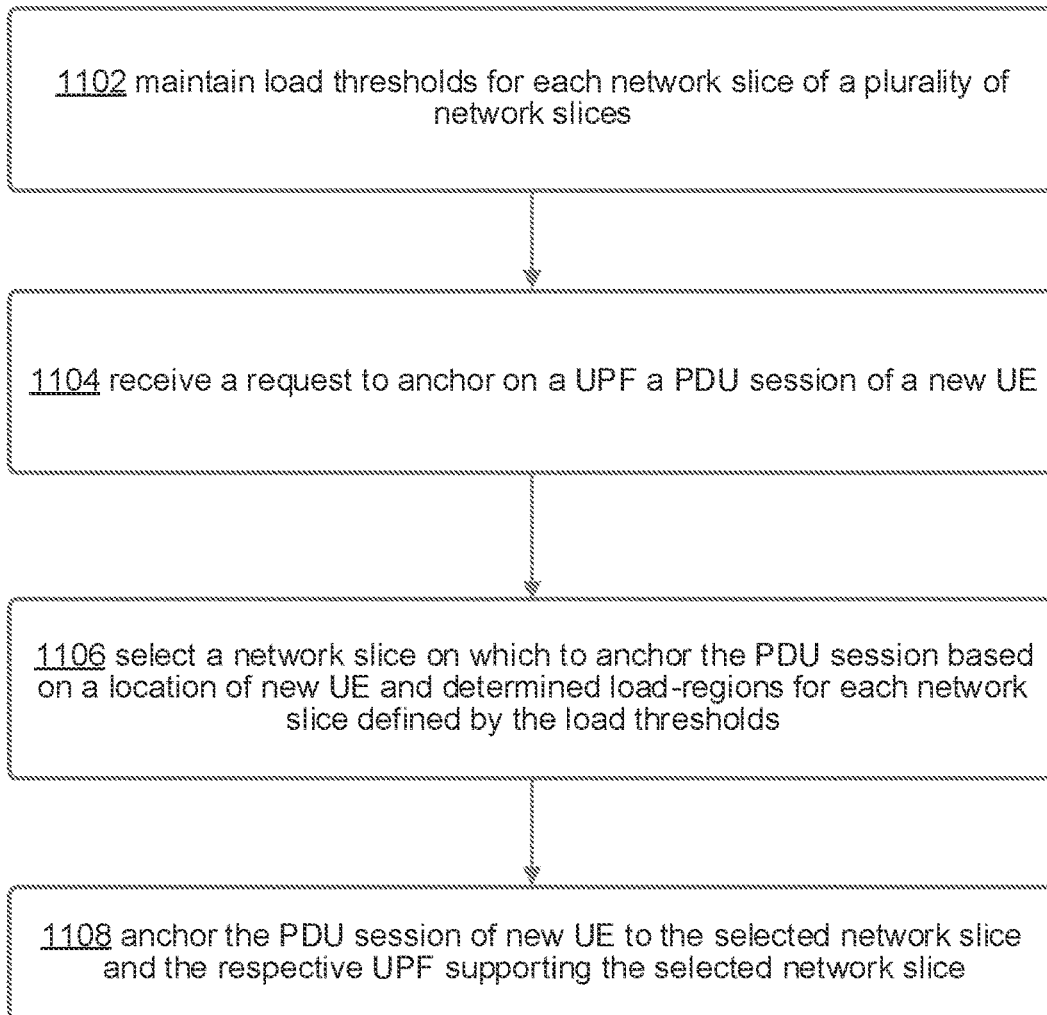 1102 maintain load thresholds for each network slice of a plurality of
network slices
1104 receive a request to anchor on a UPF a PDU session of a new UE
1106 select a network slice on which to anchor the PDU session based
on a location of new UE and determined load-regions for each network
slice defined by the load thresholds
1108 anchor the PDU session of new UE to the selected network slice
and the respective UPF supporting the selected network slice